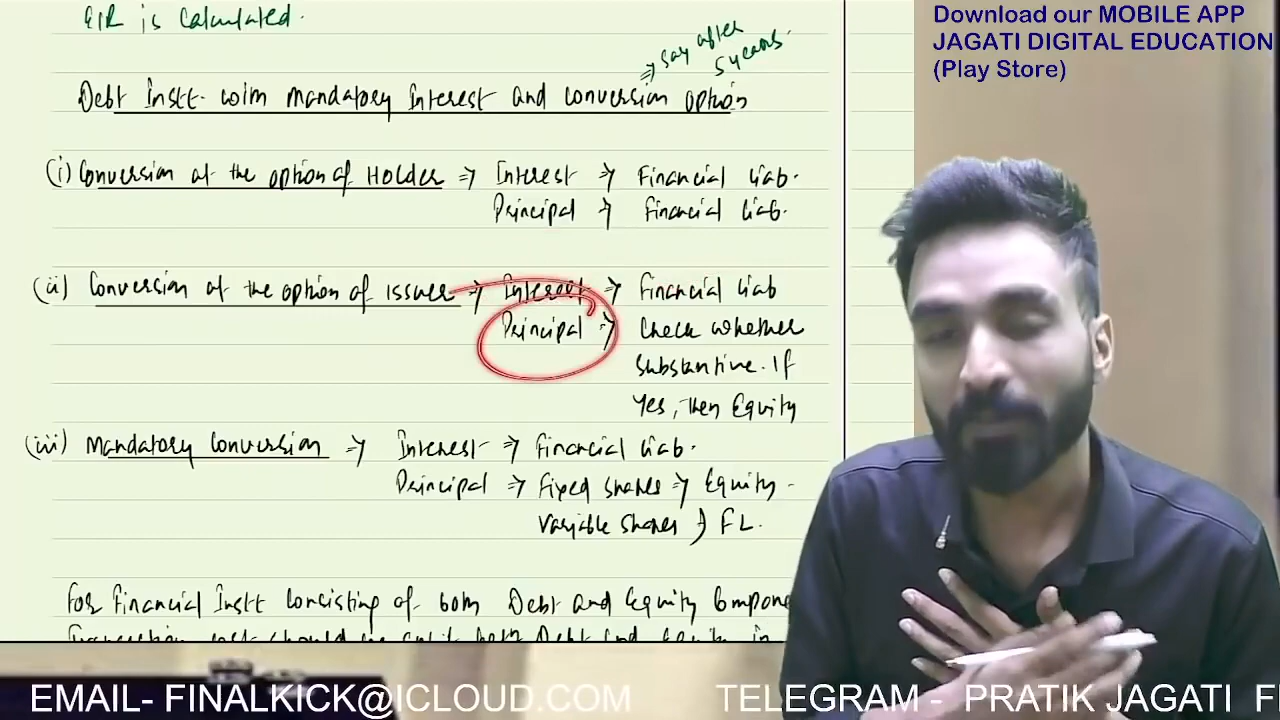 EIR is calculated.
⇒ say after
5 years.
Debt Instt. with mandatory Interest and conversion option
(i) Conversion at the option of Holder ⇒ Interest ⇒ Financial Liab.
Principal ⇒ Financial Liab.
(ii) Conversion at the option of issuer ⇒ Interest ⇒ Financial Liab
Principal ⇒ Check whether
Substantive. If
Yes, then Equity
(iii) Mandatory Conversion ⇒ Interest ⇒ Financial Liab.
Principal ⇒ Fixed shares ⇒ Equity
Variable shares ⇒ FL.
For Financial Instt Consisting of both Debt and Equity Compone
Download our MOBILE APP
JAGATI DIGITAL EDUCATION
(Play Store)
EMAIL- FINALKICK@ICLOUD.COM TELEGRAM - PRATIK JAGATI